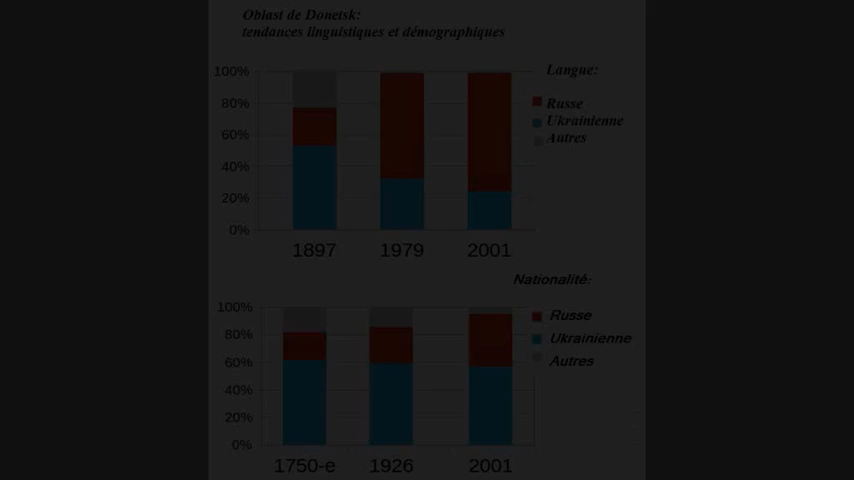 Oblast de Donetsk:
tendances linguistiques et démographiques
Langue:
100%
80%
60%
40%
20%
0%
Russe
Ukrainienne
Autres
1897 1979 2001
Nationalité:
100%
80%
60%
40%
20%
0%
Russe
Ukrainienne
Autres
1750-e 1926 2001